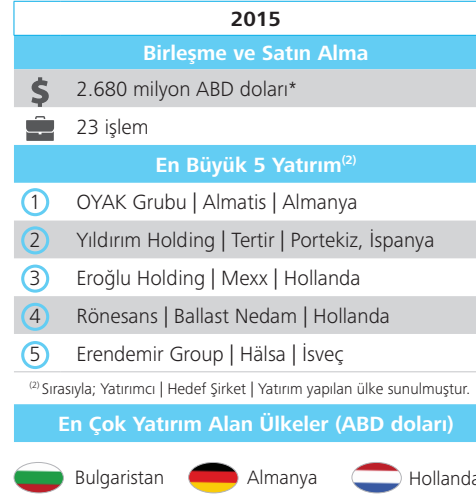 2015
Birleşme ve Satın Alma
$ 2.680 milyon ABD doları*
23 işlem
En Büyük 5 Yatırım(2)
1 OYAK Grubu | Almatis | Almanya
2 Yıldırım Holding | Tertir | Portekiz, İspanya
3 Eroğlu Holding | Mexx | Hollanda
4 Rönesans | Ballast Nedam | Hollanda
5 Erendemir Group | Hälsa | İsveç
(2) Sırasıyla; Yatırımcı | Hedef Şirket | Yatırım yapılan ülke sunulmuştur.
En Çok Yatırım Alan Ülkeler (ABD doları)
Bulgaristan Almanya Hollanda